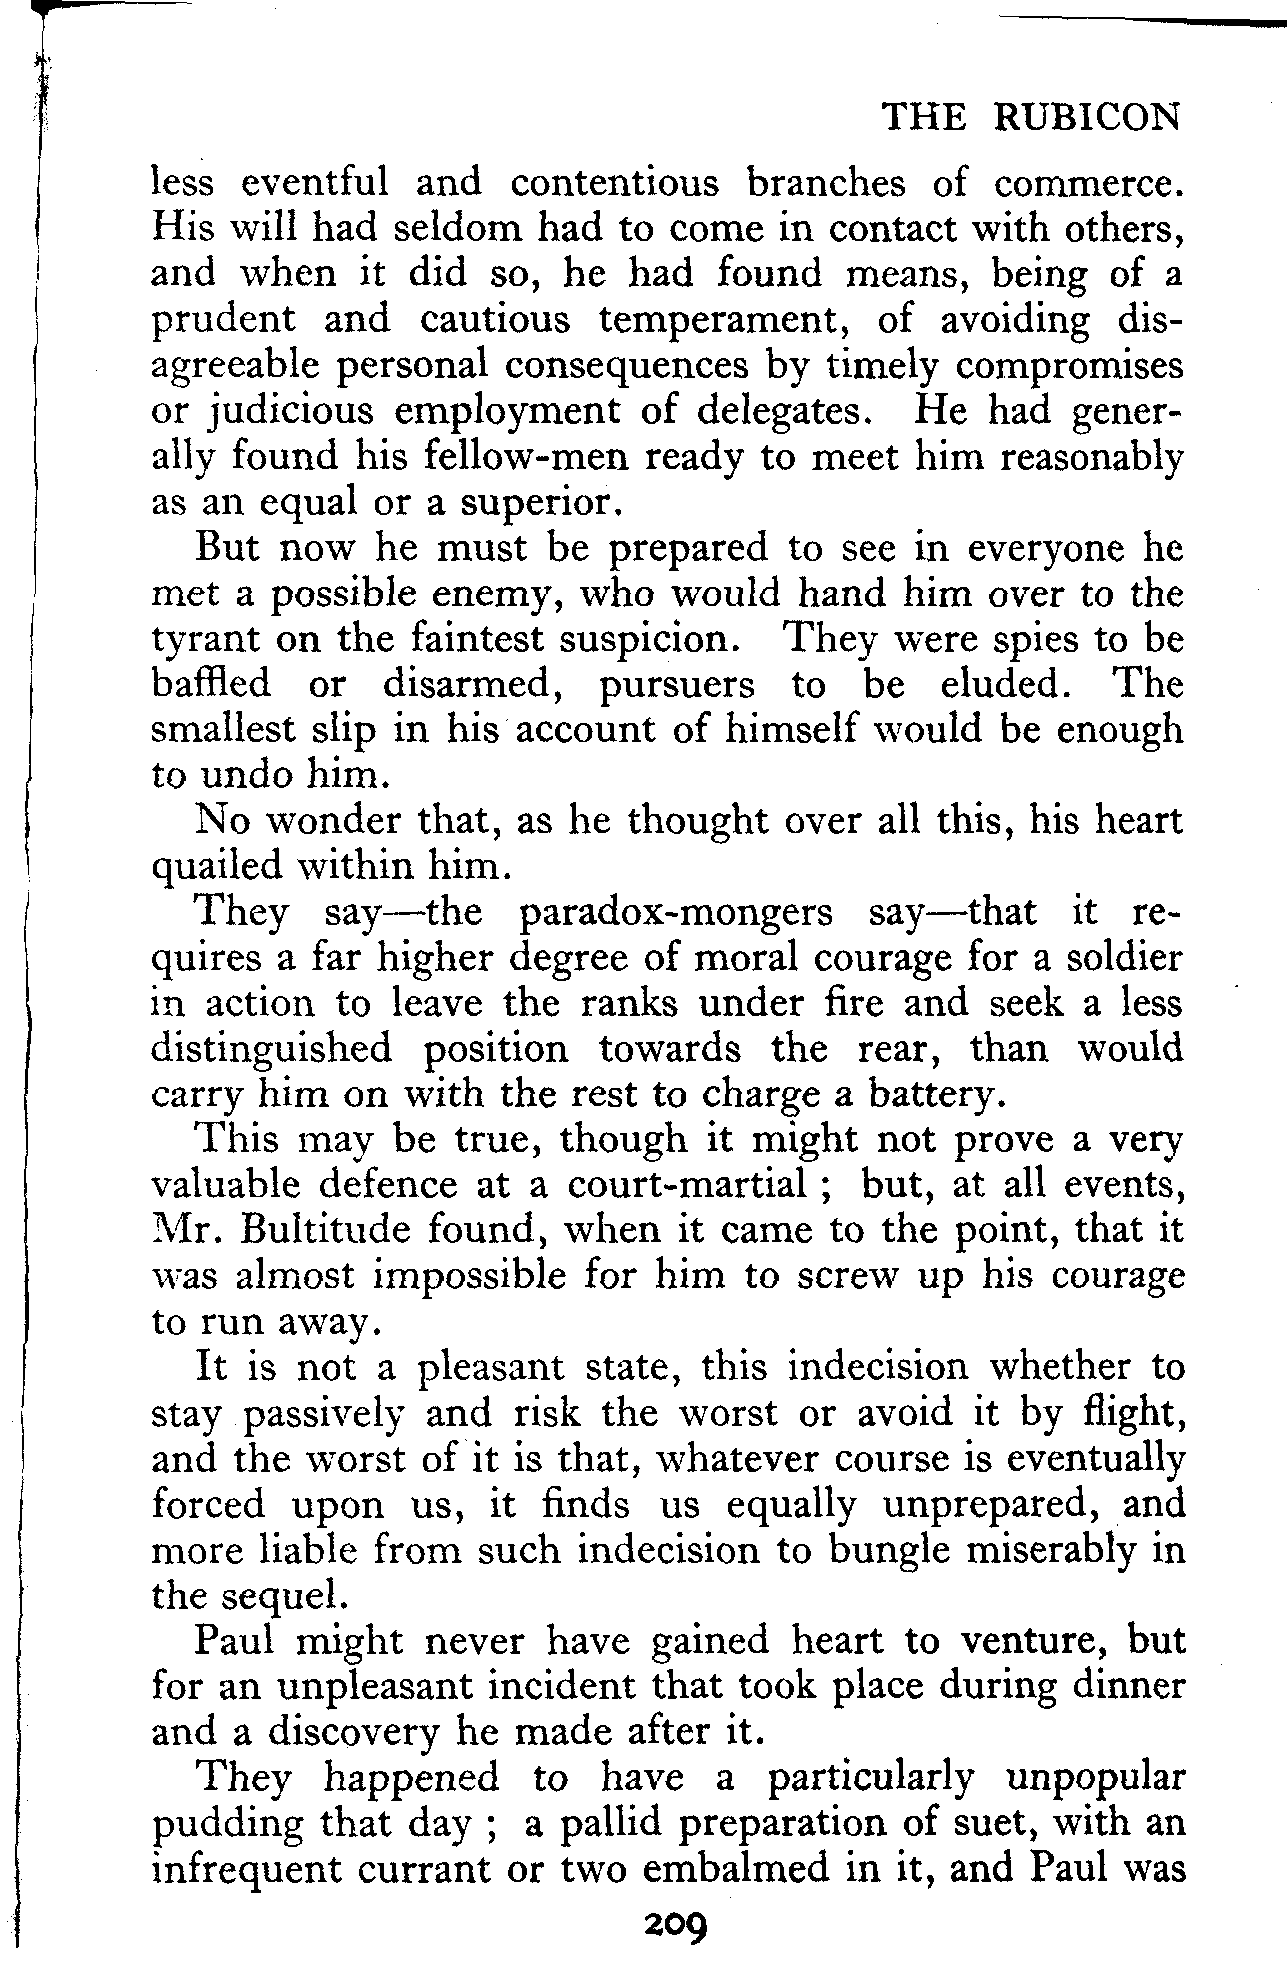 THE RUBICON
less eventful and contentious branches of commerce.
His will had seldom had to come in contact with others,
and when it did so, he had found means, being of a
prudent and cautious temperament, of avoiding dis-
agreeable personal consequences by timely compromises
or judicious employment of delegates. He had gener-
ally found his fellow-men ready to meet him reasonably
as an equal or a superior.
But now he must be prepared to see in everyone he
met a possible enemy, who would hand him over to the
tyrant on the faintest suspicion. They were spies to be
baffled or disarmed, pursuers to be eluded. The
smallest slip in his account of himself would be enough
to undo him.
No wonder that, as he thought over all this, his heart
quailed within him.
They say—the paradox-mongers say—that it re-
quires a far higher degree of moral courage for a soldier
in action to leave the ranks under fire and seek a less
distinguished position towards the rear, than would
carry him on with the rest to charge a battery.
This may be true, though it might not prove a very
valuable defence at a court-martial ; but, at all events,
Mr. Bultitude found, when it came to the point, that it
was almost impossible for him to screw up his courage
to run away.
It is not a pleasant state, this indecision whether to
stay passively and risk the worst or avoid it by flight,
and the worst of it is that, whatever course is eventually
forced upon us, it finds us equally unprepared, and
more liable from such indecision to bungle miserably in
the sequel.
Paul might never have gained heart to venture, but
for an unpleasant incident that took place during dinner
and a discovery he made after it.
They happened to have a particularly unpopular
pudding that day ; a pallid preparation of suet, with an
infrequent currant or two embalmed in it, and Paul was
209